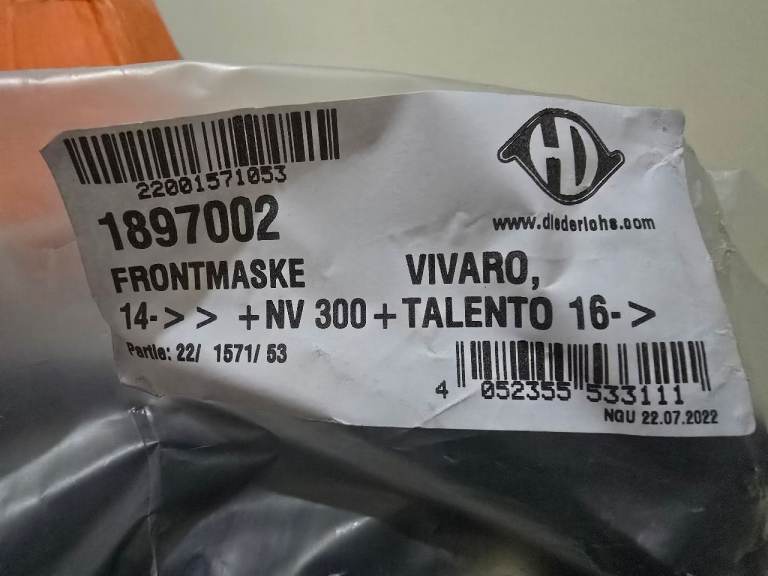 HD
22001571053
www.diederichs.com
1897002
FRONTMASKE VIVARO,
14-> > +NV 300+TALENTO 16->
Partie: 22/ 1571/ 53
4 052355 533111
NGU 22.07.2022